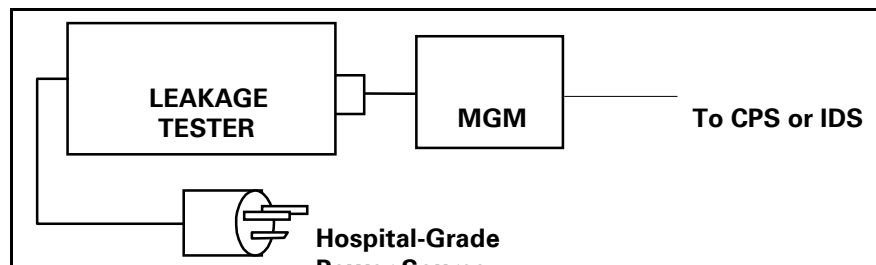 LEAKAGE
TESTER
MGM
To CPS or IDS
Hospital-Grade